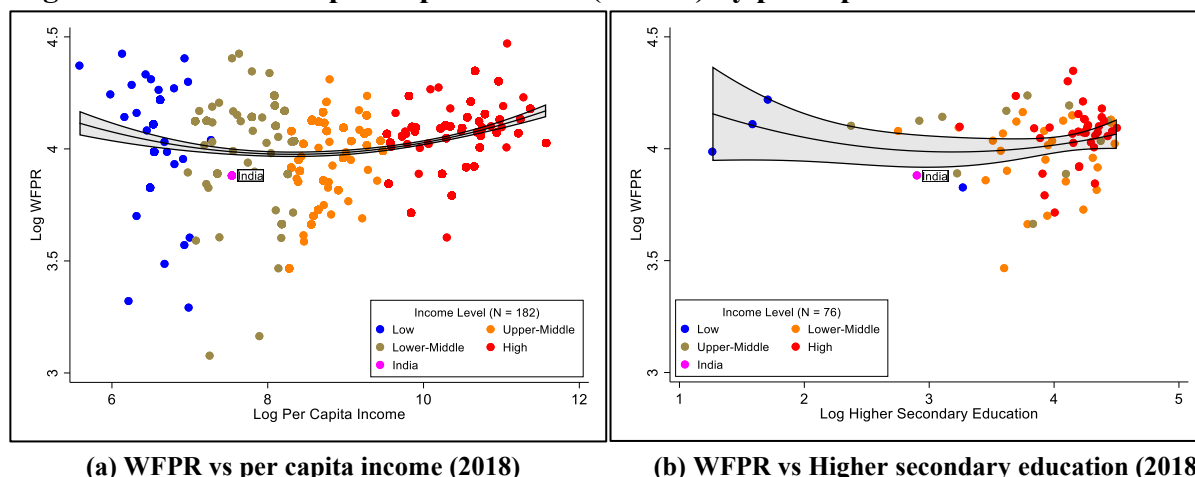 4.5
4
3.5
3
Log WFPR
India
Income Level (N = 182)
Low
Upper-Middle
Lower-Middle
High
India
6
8
10
12
Log Per Capita Income
(a) WFPR vs per capita income (2018)
4.5
4
3.5
3
Log WFPR
India
Income Level (N = 76)
Low
Lower-Middle
Upper-Middle
High
India
1
2
3
4
5
Log Higher Secondary Education
(b) WFPR vs Higher secondary education (2018